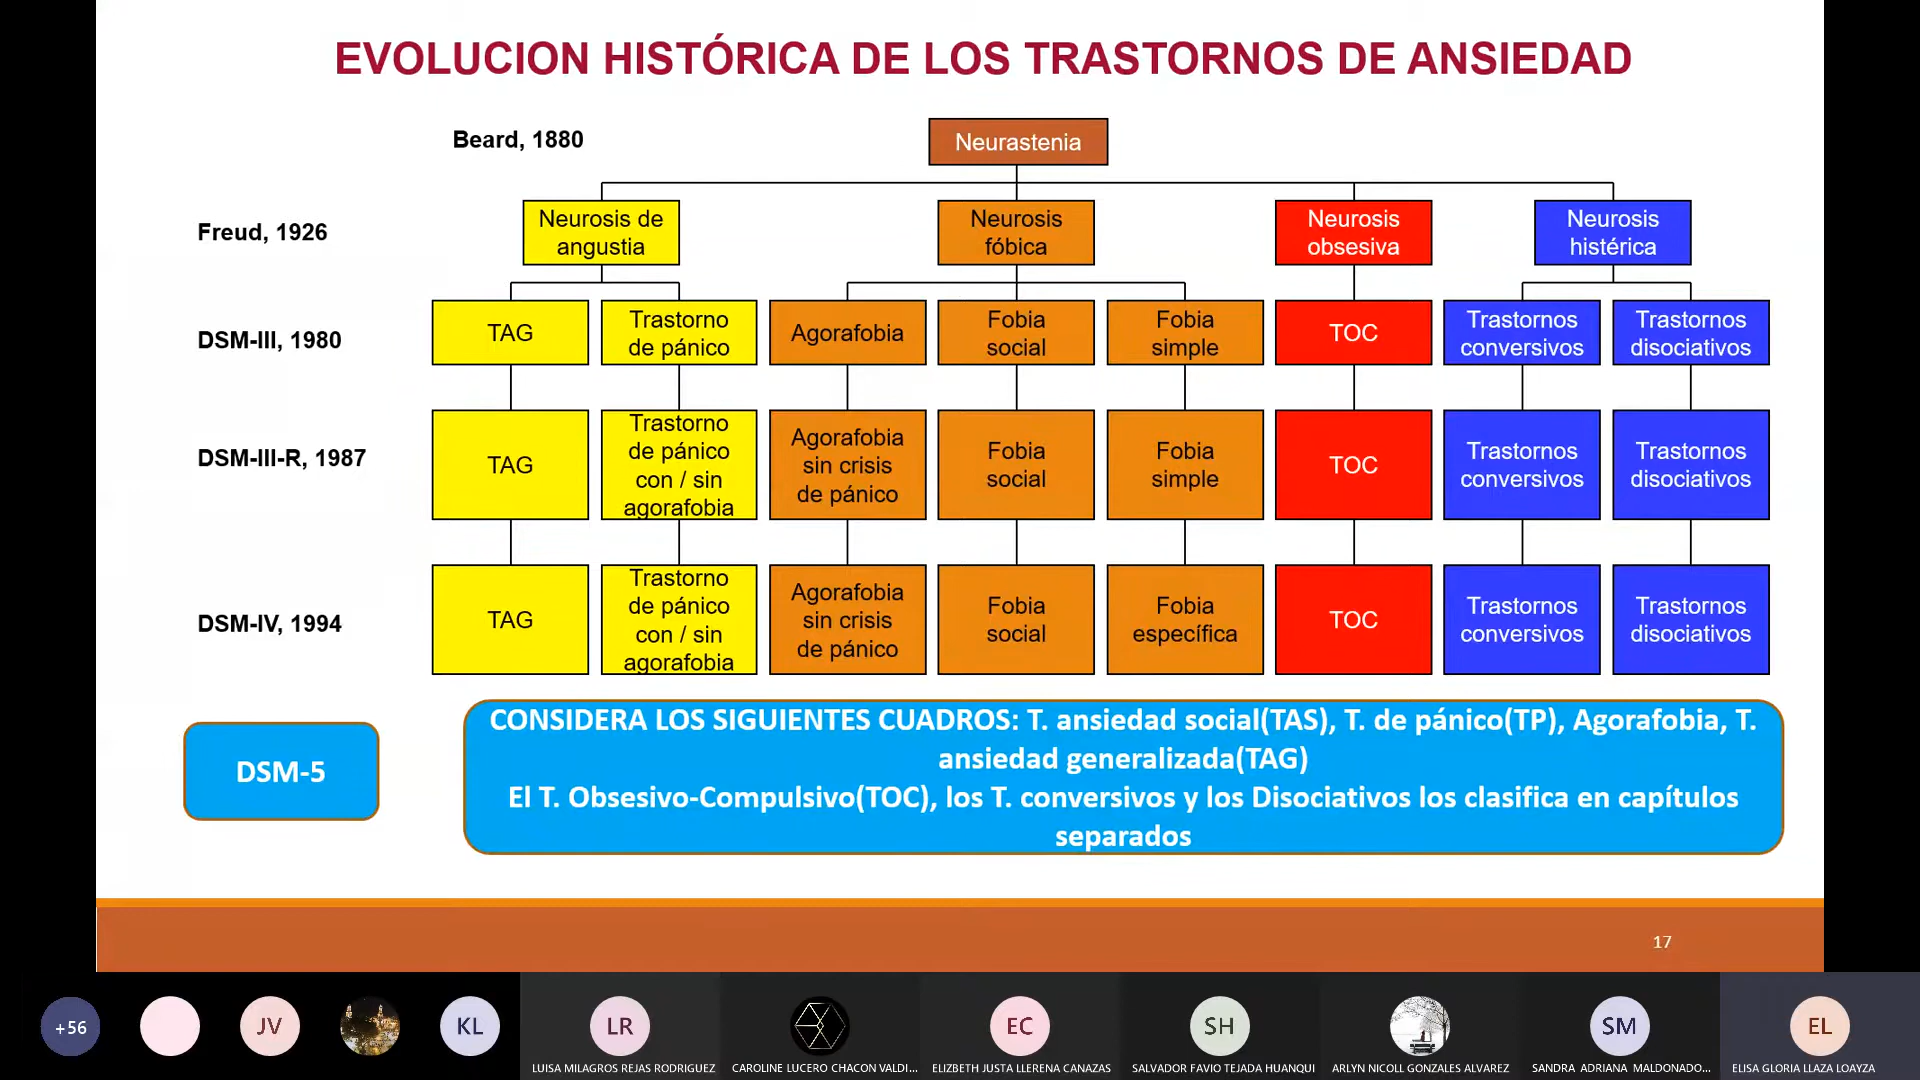 EVOLUCION HISTÓRICA DE LOS TRASTORNOS DE ANSIEDAD
Beard, 1880
Neurastenia
Freud, 1926
Neurosis de
angustia
Neurosis
fóbica
Neurosis
obsesiva
Neurosis
histérica
DSM-III, 1980
TAG
Trastorno
de pánico
Agorafobia
Fobia
social
Fobia
simple
TOC
Trastornos
conversivos
Trastornos
disociativos
DSM-III-R, 1987
TAG
Trastorno
de pánico
con / sin
agorafobia
Agorafobia
sin crisis
de pánico
Fobia
social
Fobia
simple
TOC
Trastornos
conversivos
Trastornos
disociativos
DSM-IV, 1994
TAG
Trastorno
de pánico
con / sin
agorafobia
Agorafobia
sin crisis
de pánico
Fobia
social
Fobia
específica
TOC
Trastornos
conversivos
Trastornos
disociativos
DSM-5
CONSIDERA LOS SIGUIENTES CUADROS: T. ansiedad social(TAS), T. de pánico(TP), Agorafobia, T.
ansiedad generalizada(TAG)
El T. Obsesivo-Compulsivo(TOC), los T. conversivos y los Disociativos los clasifica en capítulos
separados
17
+56
JV
KL
LR
EC
SH
SM
EL
LUISA MILAGROS REJAS RODRIGUEZ
CAROLINE LUCERO CHACON VALDI...
ELIZBETH JUSTA LLERENA CANAZAS
SALVADOR FAVIO TEJADA HUANQUI
ARLYN NICOLL GONZALES ALVAREZ
SANDRA ADRIANA MALDONADO...
ELISA GLORIA LLAZA LOAYZA